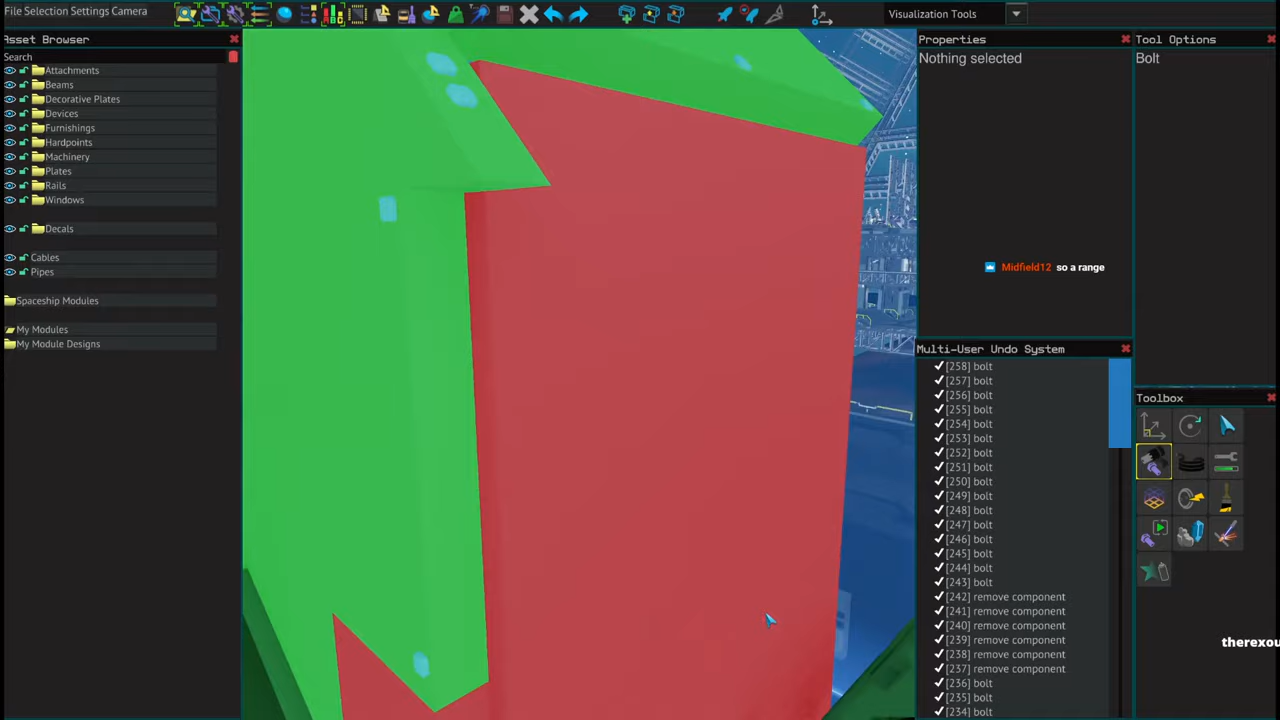 File Selection Settings Camera
Visualization Tools
Asset Browser
Search
Attachments
Beams
Decorative Plates
Devices
Furnishings
Hardpoints
Machinery
Plates
Rails
Windows
Decals
Cables
Pipes
Spaceship Modules
My Modules
My Module Designs
Properties
Nothing selected
Midfield12 so a range
Tool Options
Bolt
Multi-User Undo System
[258] bolt
[257] bolt
[256] bolt
[255] bolt
[254] bolt
[253] bolt
[252] bolt
[251] bolt
[250] bolt
[249] bolt
[248] bolt
[247] bolt
[246] bolt
[245] bolt
[244] bolt
[243] bolt
[242] remove component
[241] remove component
[240] remove component
[239] remove component
[238] remove component
[237] remove component
[236] bolt
[235] bolt
[234] bolt
Toolbox